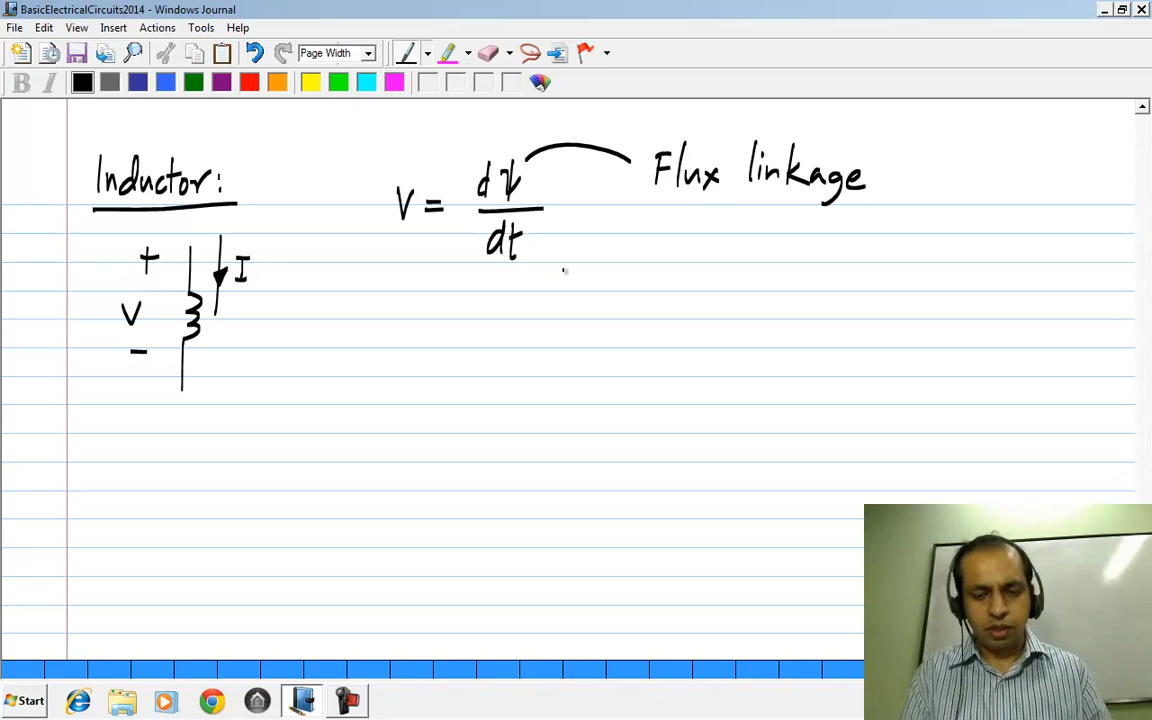 BasicElectricalCircuits2014 - Windows Journal
File Edit View Insert Actions Tools Help
Page Width
B I
Inductor:
V = dψ/dt
Flux linkage
+
I
V
-
Start